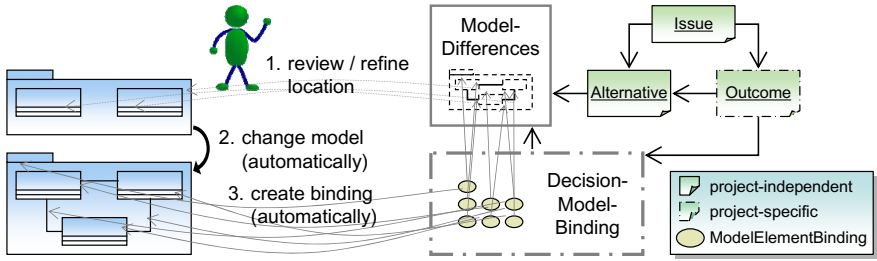 Model-
Differences
Issue
1. review / refine
location
Alternative
Outcome
2. change model
(automatically)
3. create binding
(automatically)
Decision-
Model-
Binding
project-independent
project-specific
ModelElementBinding